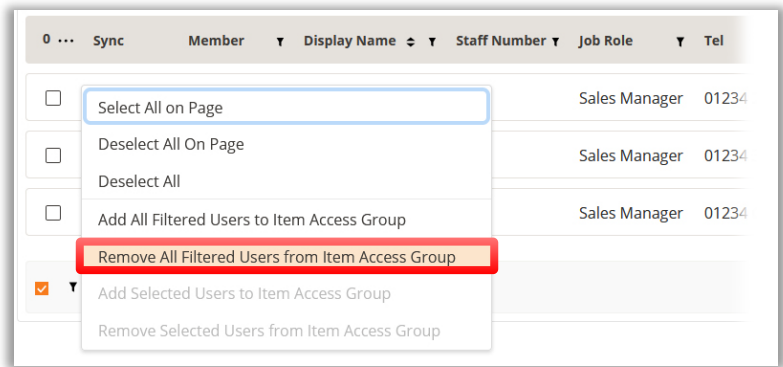 0 ... Sync Member Display Name Staff Number Job Role Tel
Select All on Page
Sales Manager 01234
Deselect All On Page
Sales Manager 01234
Deselect All
Add All Filtered Users to Item Access Group
Sales Manager 01234
Remove All Filtered Users from Item Access Group
Add Selected Users to Item Access Group
Remove Selected Users from Item Access Group